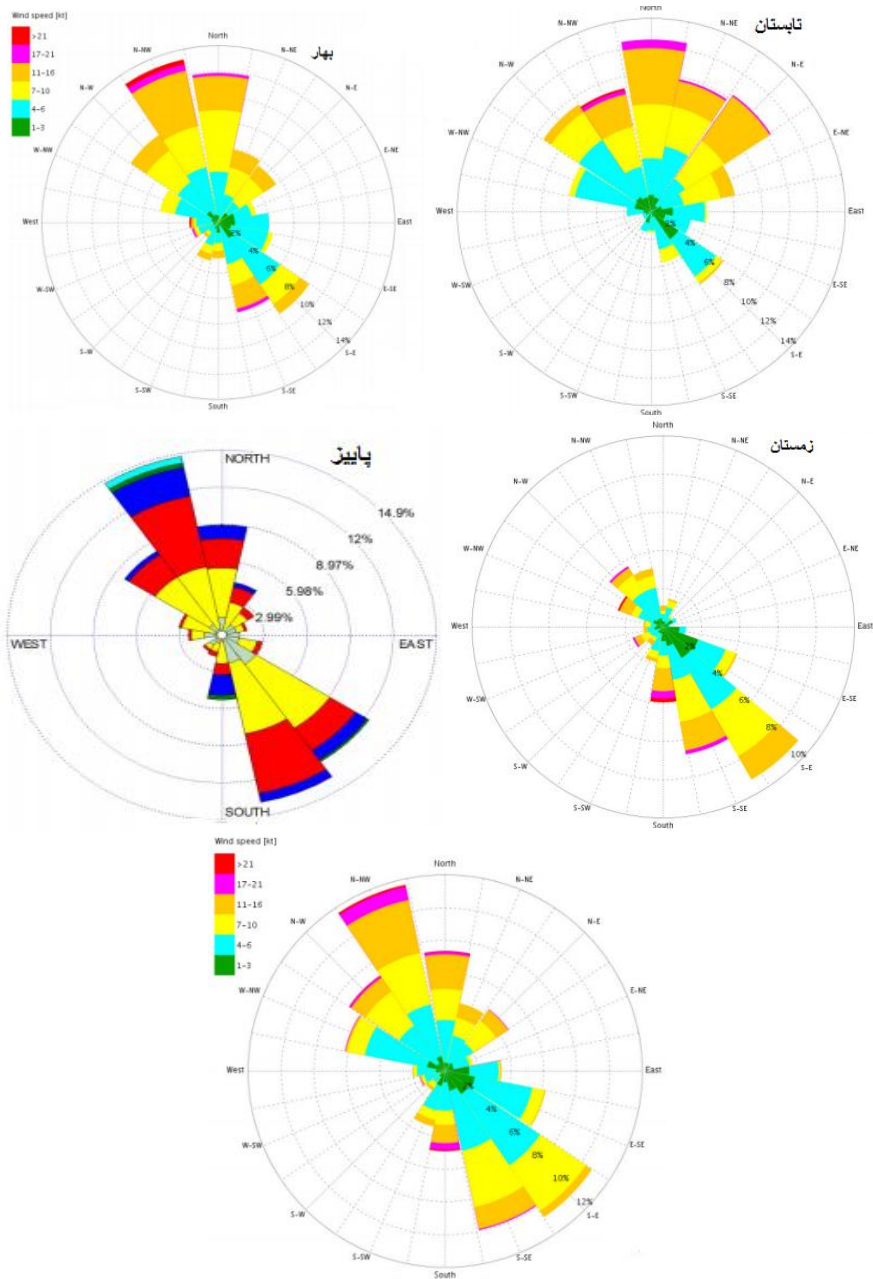 Wind speed [kt]
>21
17-21
11-16
7-10
4-6
1-3
بهار
North
N-NE
N-E
E-NE
East
E-SE
S-E
S-SE
South
S-SW
S-W
W-SW
West
W-NW
N-W
N-NW
2%
4%
6%
8%
10%
12%
14%
تابستان
North
N-NE
N-E
E-NE
East
E-SE
S-E
S-SE
South
S-SW
S-W
W-SW
West
W-NW
N-W
N-NW
2%
4%
6%
8%
10%
12%
14%
پاییز
NORTH
EAST
SOUTH
WEST
2.99%
5.98%
8.97%
12%
14.9%
زمستان
North
N-NE
N-E
E-NE
East
E-SE
S-E
S-SE
South
S-SW
S-W
W-SW
West
W-NW
N-W
N-NW
2%
4%
6%
8%
10%
Wind speed [kt]
>21
17-21
11-16
7-10
4-6
1-3
North
N-NE
N-E
E-NE
East
E-SE
S-E
S-SE
South
S-SW
S-W
W-SW
West
W-NW
N-W
N-NW
2%
4%
6%
8%
10%
12%